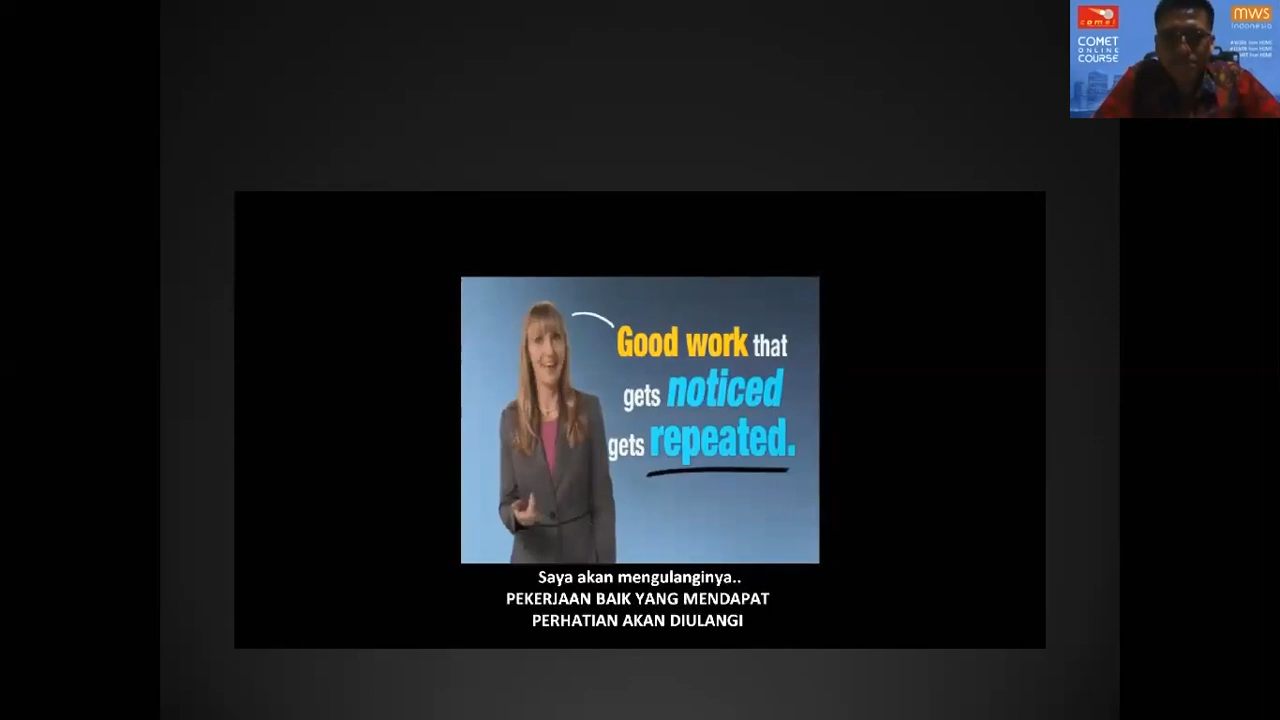 comet
COMET
ONLINE
COURSE
mws
indonesia
Good work that
gets noticed
gets repeated.
Saya akan mengulanginya..
PEKERJAAN BAIK YANG MENDAPAT
PERHATIAN AKAN DIULANGI